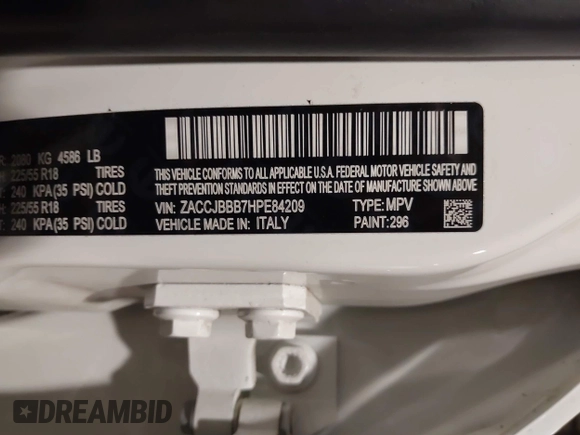 2080 KG 4586 LB
225/55 R18 TIRES
240 KPA(35 PSI) COLD
225/55 R18 TIRES
240 KPA(35 PSI) COLD
THIS VEHICLE CONFORMS TO ALL APPLICABLE U.S.A. FEDERAL MOTOR VEHICLE SAFETY
BUMPER AND THEFT PREVENTION STANDARDS IN EFFECT ON THE DATE OF
MANUFACTURE SHOWN ABOVE.
VIN: ZACCJBBB7HPE84209 TYPE: MPV
VEHICLE MADE IN: ITALY PAINT: 296
DREAMBID